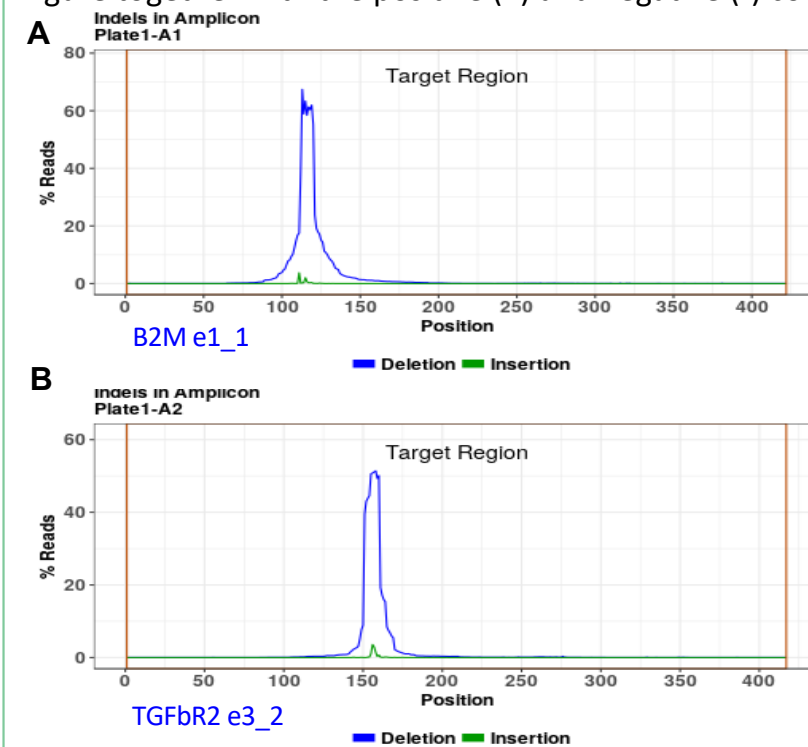 A
Indels in Amplicon
Plate1-A1
Target Region
% Reads
80
60
40
20
0
0 50 100 150 200 250 300 350 400
Position
B2M e1_1
Deletion Insertion
B
Indels in Amplicon
Plate1-A2
Target Region
% Reads
60
40
20
0
0 50 100 150 200 250 300 350 400
Position
TGFbR2 e3_2
Deletion Insertion